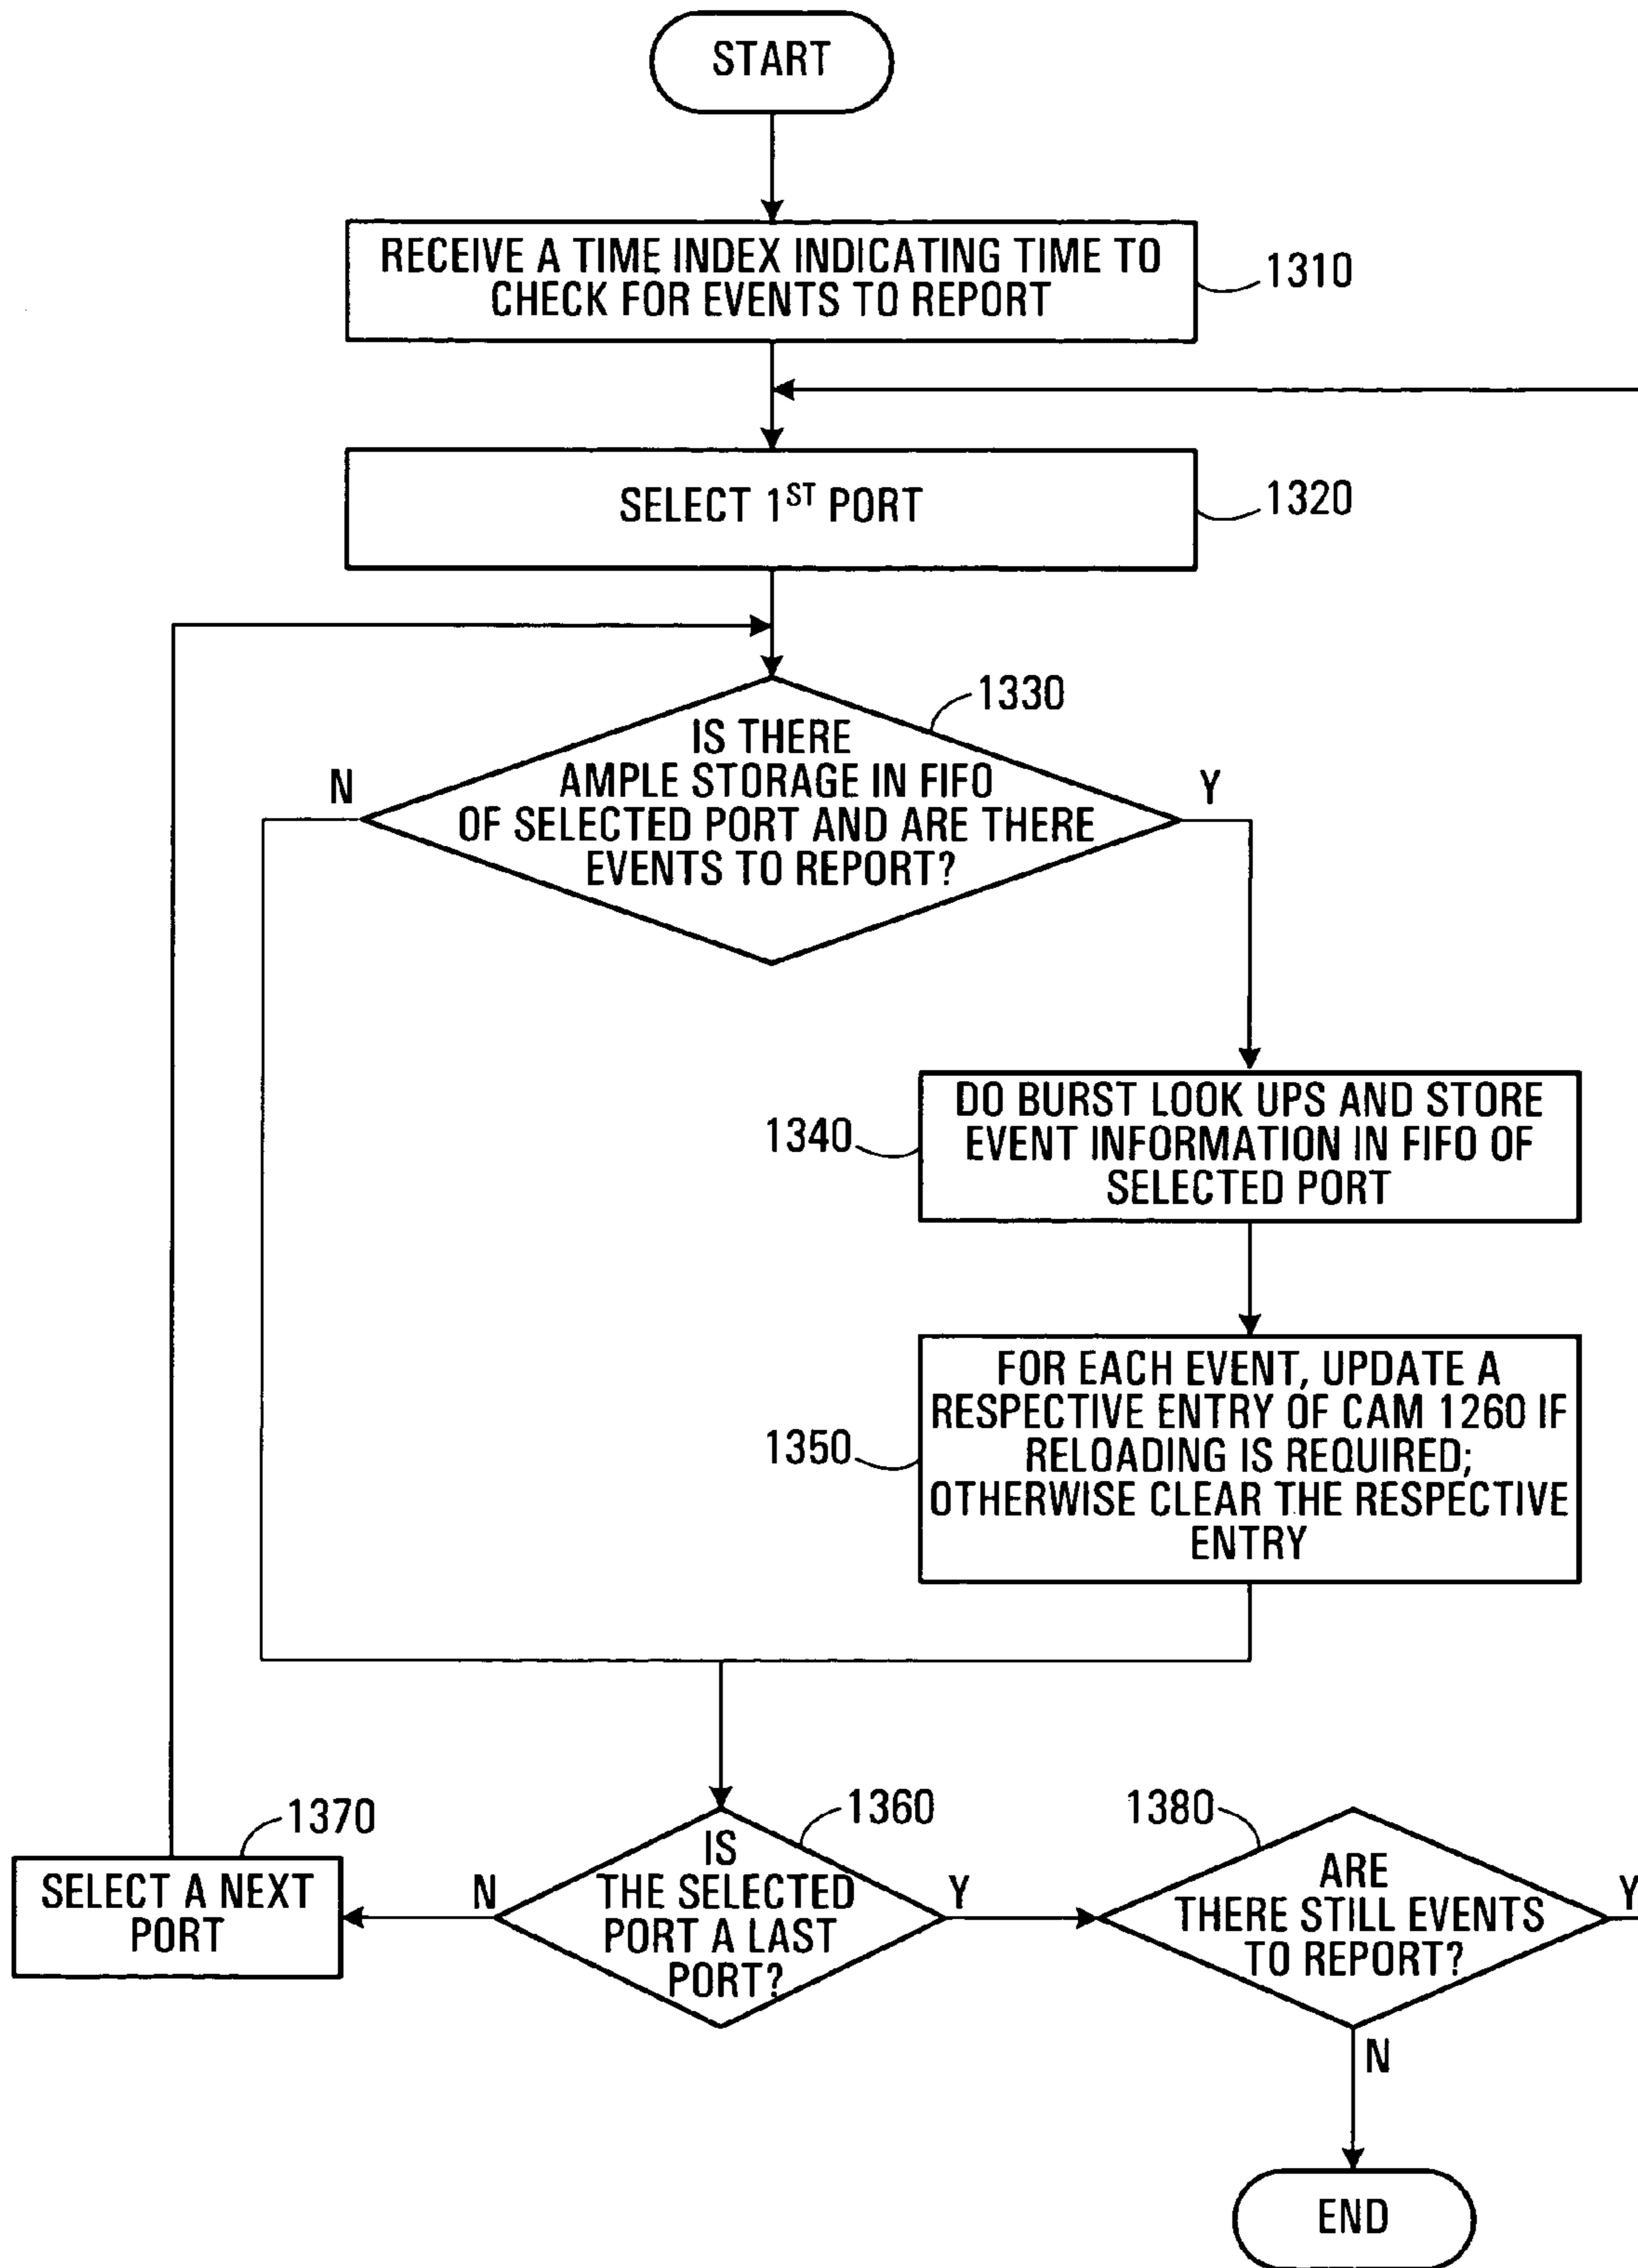 START
RECEIVE A TIME INDEX INDICATING TIME TO
CHECK FOR EVENTS TO REPORT
1310
SELECT 1ST PORT
1320
1330
IS THERE
AMPLE STORAGE IN FIFO
OF SELECTED PORT AND ARE THERE
EVENTS TO REPORT?
N
Y
DO BURST LOOK UPS AND STORE
EVENT INFORMATION IN FIFO OF
SELECTED PORT
1340
FOR EACH EVENT, UPDATE A
RESPECTIVE ENTRY OF CAM 1260 IF
RELOADING IS REQUIRED;
OTHERWISE CLEAR THE RESPECTIVE
ENTRY
1350
1370
SELECT A NEXT
PORT
N
1360
IS
THE SELECTED
PORT A LAST
PORT?
Y
1380
ARE
THERE STILL EVENTS
TO REPORT?
Y
N
END